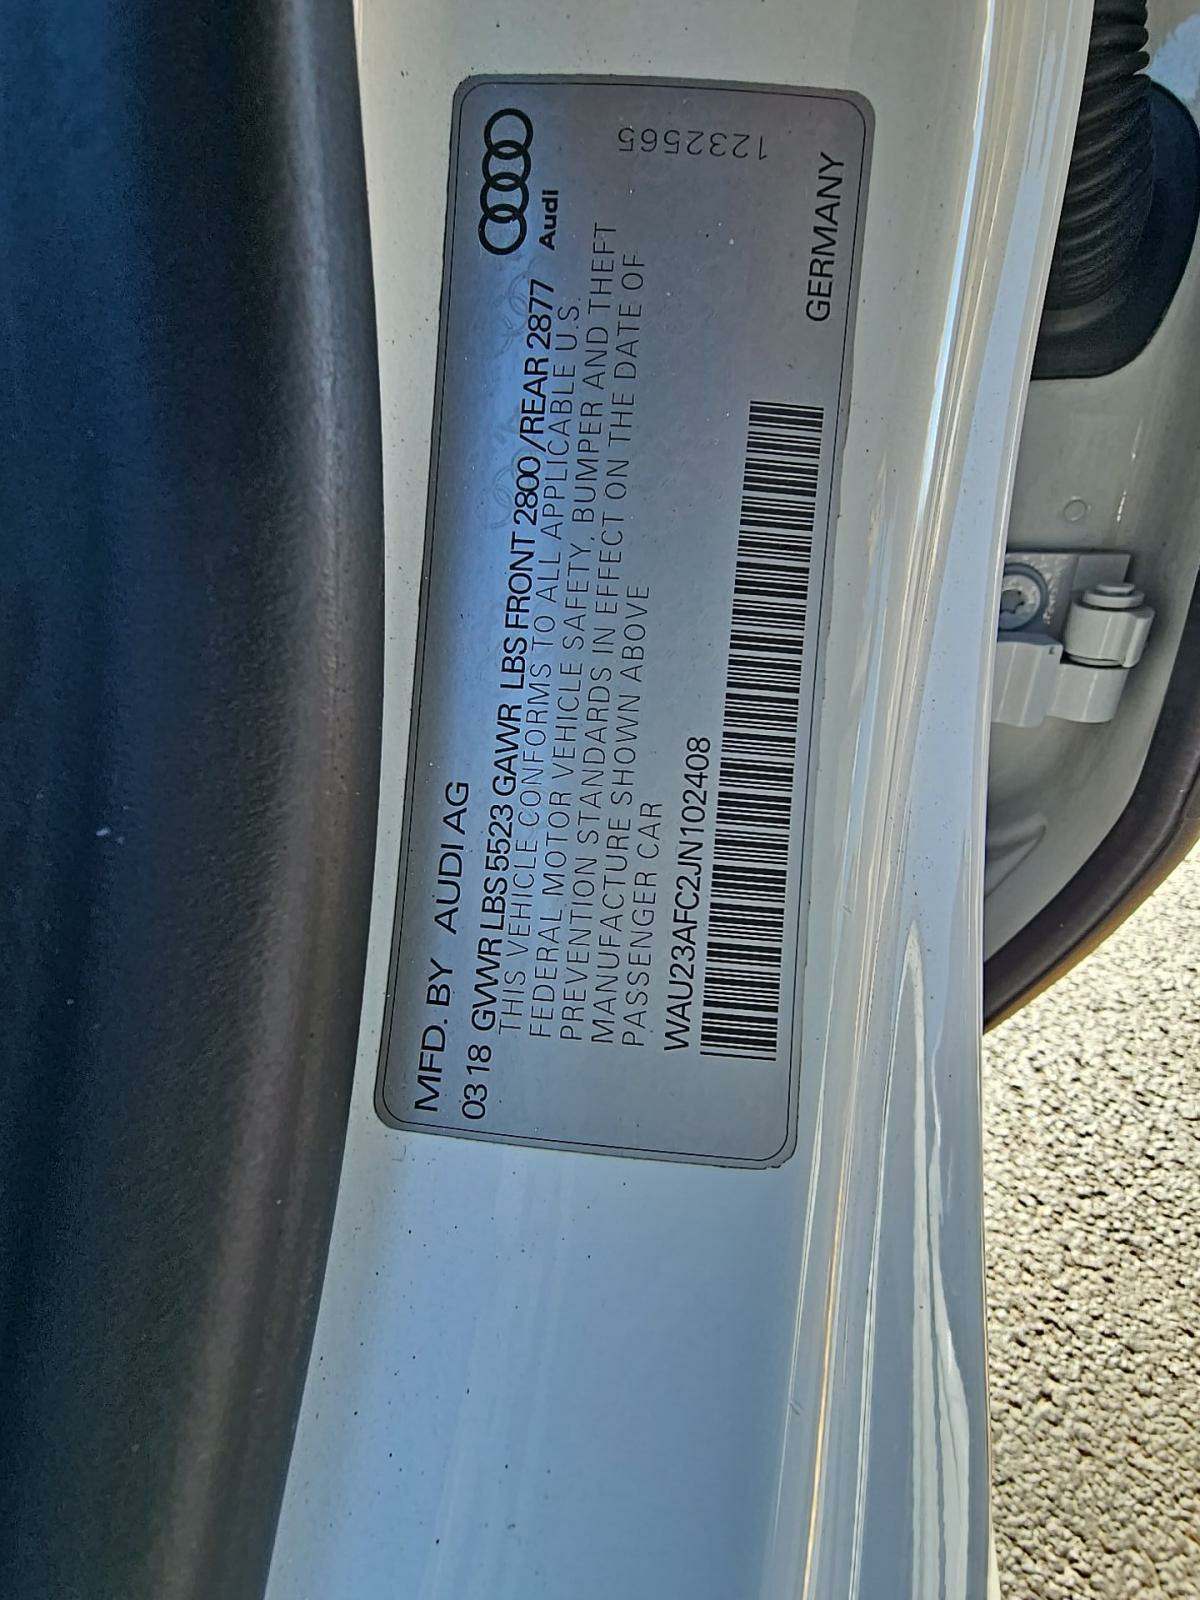 MFD. BY AUDI AG
03 18 GVWR LBS 5523 GAWR LBS FRONT 2800 /REAR 2877
Audi
THIS VEHICLE CONFORMS TO ALL APPLICABLE U.S.
FEDERAL MOTOR VEHICLE SAFETY, BUMPER AND THEFT
PREVENTION STANDARDS IN EFFECT ON THE DATE OF
MANUFACTURE SHOWN ABOVE
PASSENGER CAR
WAU23AFC2JN102408
GERMANY
1232565